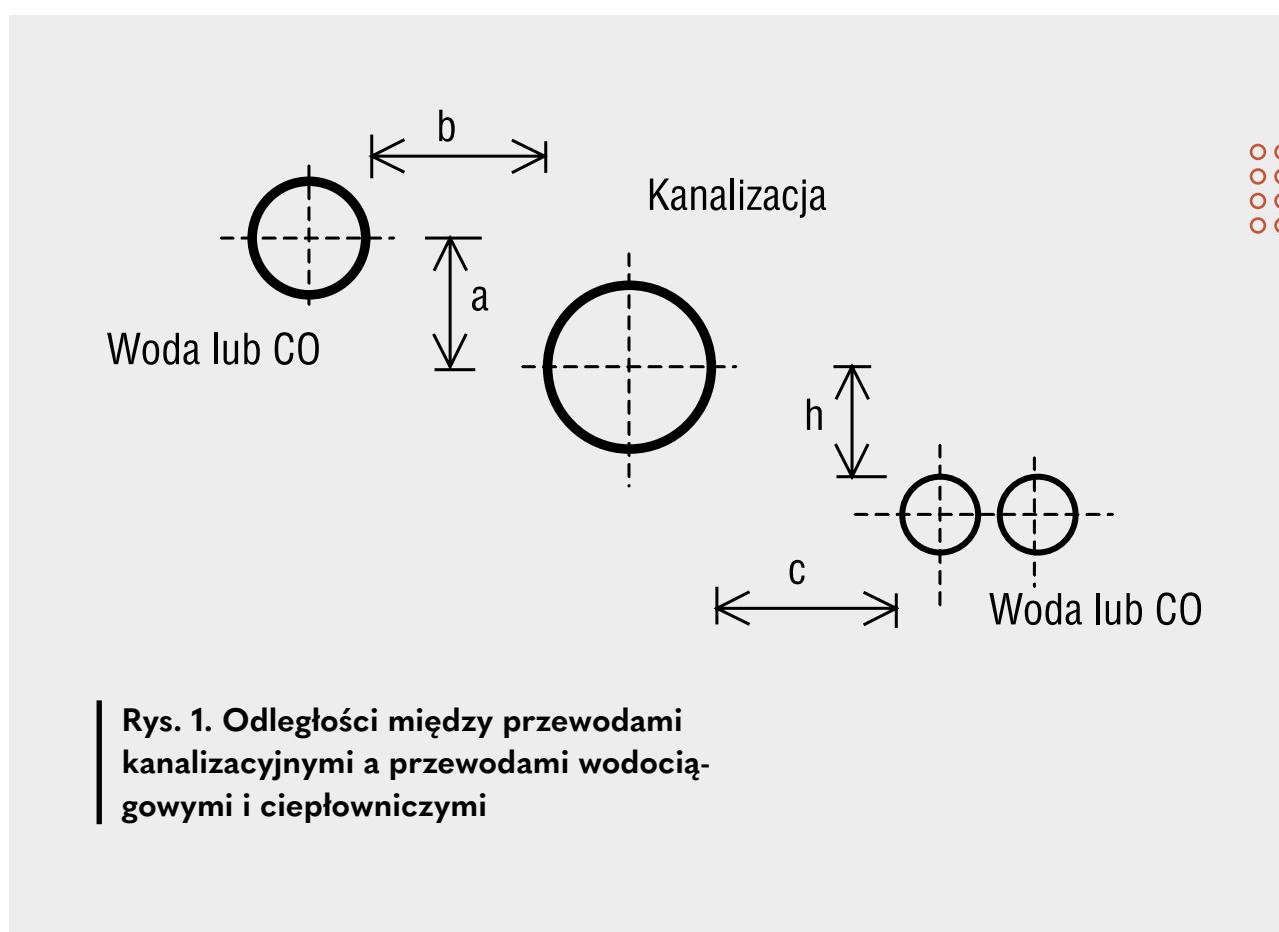 b
Kanalizacja
a
Woda lub CO
h
c
Woda lub CO
Rys. 1. Odległości między przewodami
kanalizacyjnymi a przewodami wodocią-
gowymi i ciepłowniczymi